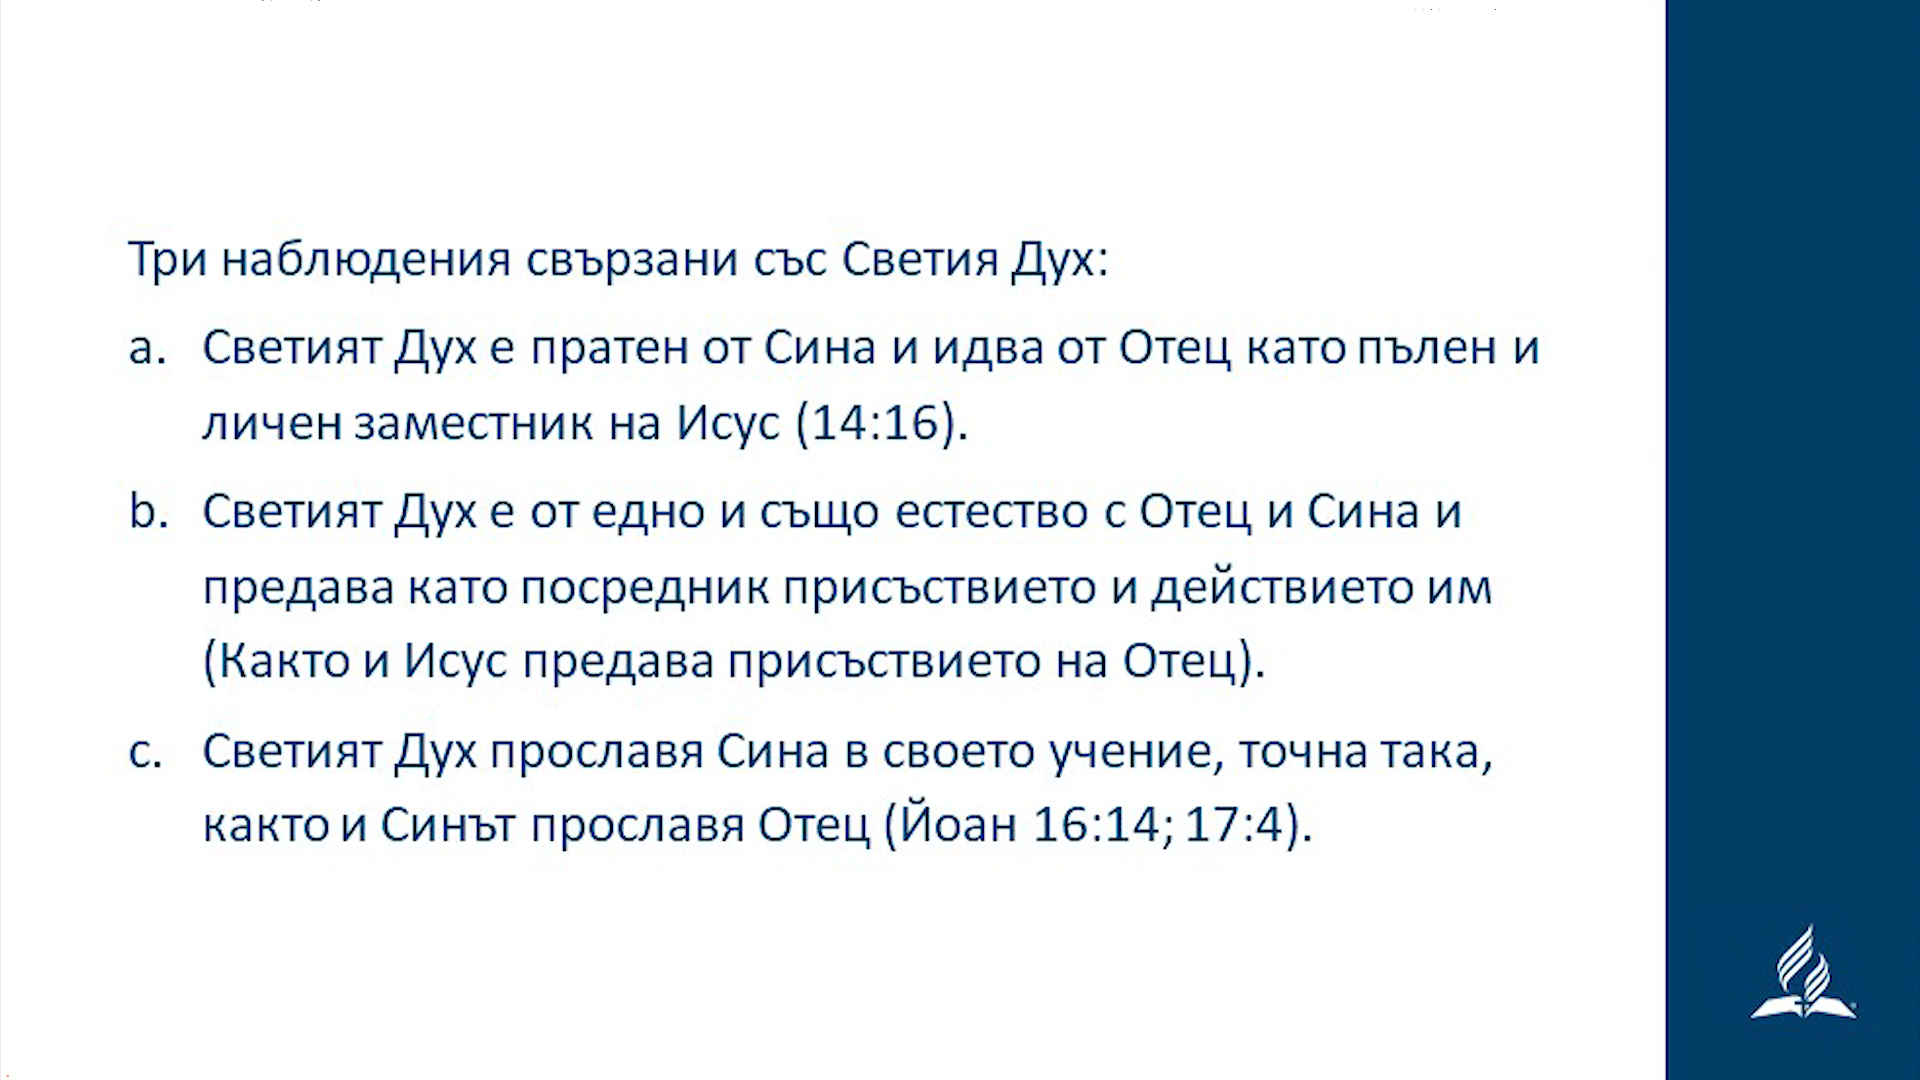 Три наблюдения свързани със Светия Дух:
a. Светият Дух е пратен от Сина и идва от Отец като пълен и
личен заместник на Исус (14:16).
b. Светият Дух е от едно и също естество с Отец и Сина и
предава като посредник присъствието и действието им
(Както и Исус предава присъствието на Отец).
c. Светият Дух прославя Сина в своето учение, точна така,
както и Синът прославя Отец (Йоан 16:14; 17:4).